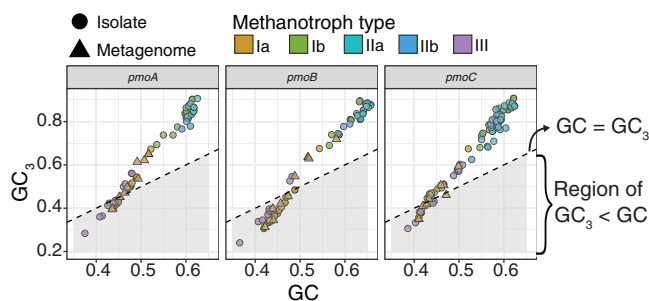 Isolate
Metagenome
Methanotroph type
Ia Ib IIa IIb III
pmoA pmoB pmoC
GC₃
0.8
0.6
0.4
0.2
0.4 0.5 0.6 0.4 0.5 0.6 0.4 0.5 0.6
GC
GC = GC₃
Region of
GC₃ < GC